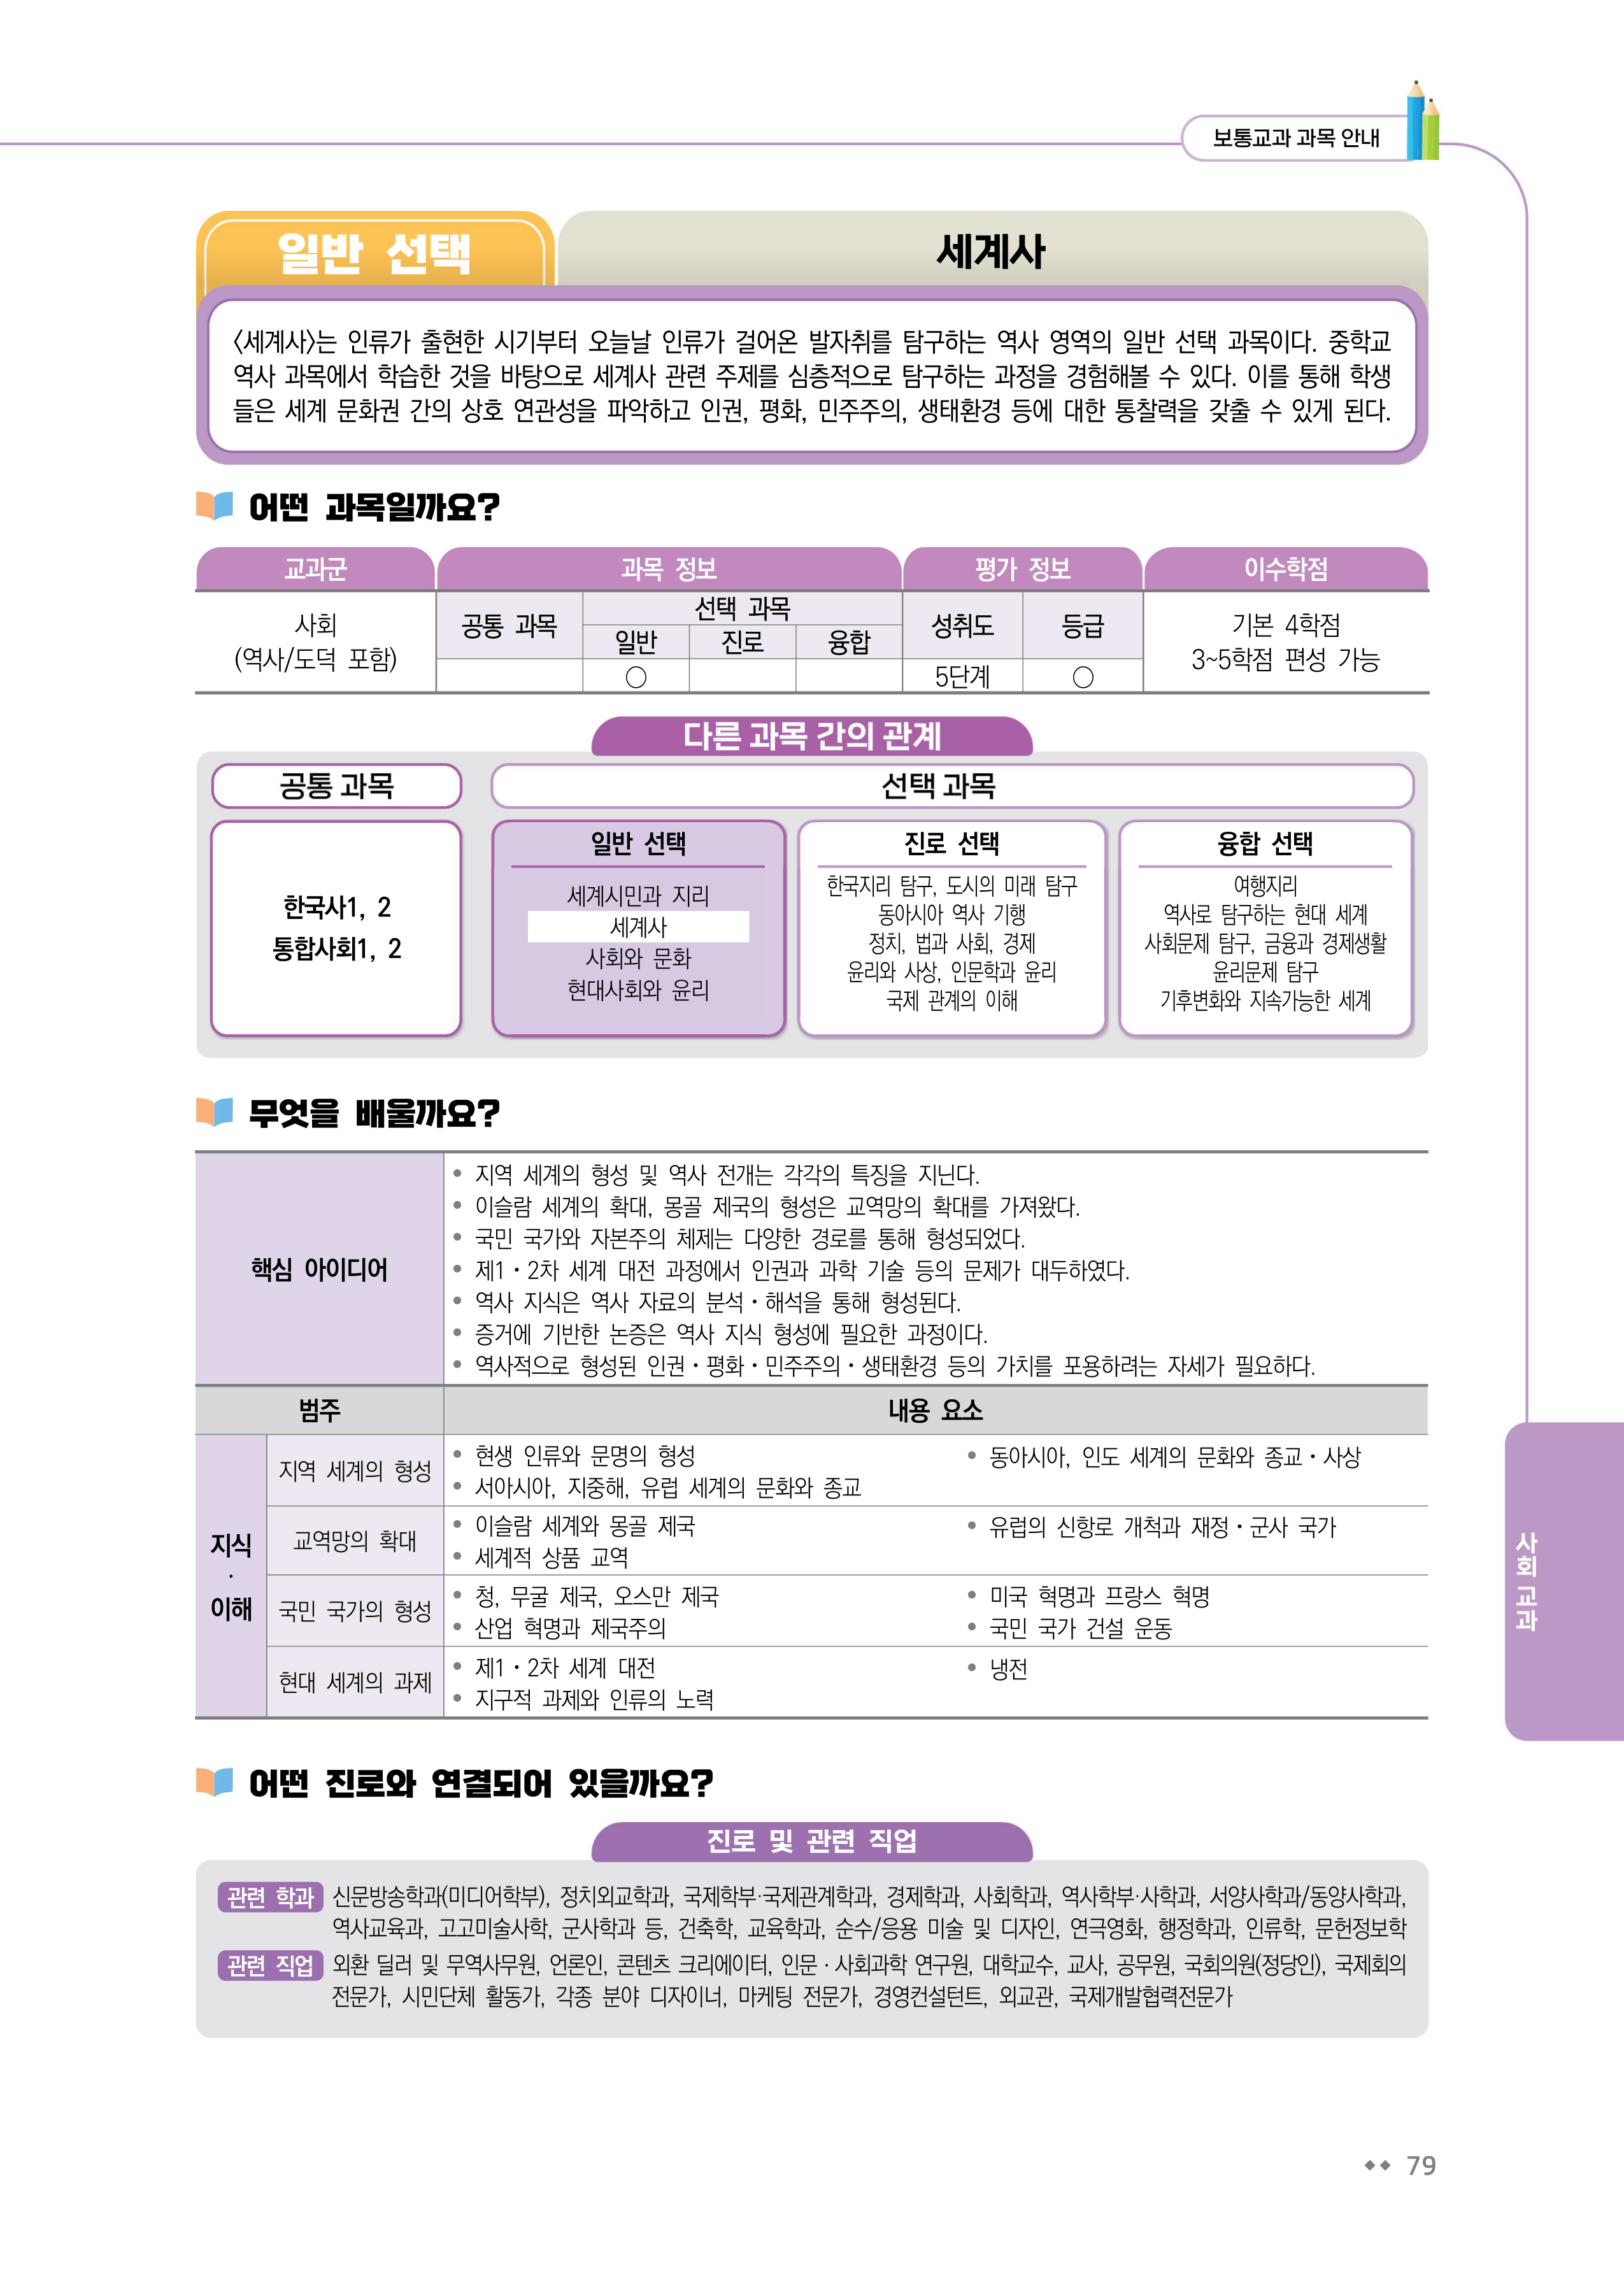 보통교과 과목 안내
일반 선택
세계사
〈세계사〉는 인류가 출현한 시기부터 오늘날 인류가 걸어온 발자취를 탐구하는 역사 영역의 일반 선택 과목이다. 중학교
역사 과목에서 학습한 것을 바탕으로 세계사 관련 주제를 심층적으로 탐구하는 과정을 경험해볼 수 있다. 이를 통해 학생
들은 세계 문화권 간의 상호 연관성을 파악하고 인권, 평화, 민주주의, 생태환경 등에 대한 통찰력을 갖출 수 있게 된다.
어떤 과목일까요?
교과군 과목 정보 평가 정보 이수학점
사회
(역사/도덕 포함)
공통 과목
선택 과목
일반 진로 융합
○
성취도 등급
5단계 ○
기본 4학점
3~5학점 편성 가능
다른 과목 간의 관계
공통 과목
선택 과목
한국사1, 2
통합사회1, 2
일반 선택
세계시민과 지리
세계사
사회와 문화
현대사회와 윤리
진로 선택
한국지리 탐구, 도시의 미래 탐구
동아시아 역사 기행
정치, 법과 사회, 경제
윤리와 사상, 인문학과 윤리
국제 관계의 이해
융합 선택
여행지리
역사로 탐구하는 현대 세계
사회문제 탐구, 금융과 경제생활
윤리문제 탐구
기후변화와 지속가능한 세계
무엇을 배울까요?
핵심 아이디어
• 지역 세계의 형성 및 역사 전개는 각각의 특징을 지닌다.
• 이슬람 세계의 확대, 몽골 제국의 형성은 교역망의 확대를 가져왔다.
• 국민 국가와 자본주의 체제는 다양한 경로를 통해 형성되었다.
• 제1·2차 세계 대전 과정에서 인권과 과학 기술 등의 문제가 대두하였다.
• 역사 지식은 역사 자료의 분석·해석을 통해 형성된다.
• 증거에 기반한 논증은 역사 지식 형성에 필요한 과정이다.
• 역사적으로 형성된 인권·평화·민주주의·생태환경 등의 가치를 포용하려는 자세가 필요하다.
범주 내용 요소
지식
·
이해
지역 세계의 형성
• 현생 인류와 문명의 형성
• 서아시아, 지중해, 유럽 세계의 문화와 종교
• 동아시아, 인도 세계의 문화와 종교·사상
교역망의 확대
• 이슬람 세계와 몽골 제국
• 세계적 상품 교역
• 유럽의 신항로 개척과 재정·군사 국가
국민 국가의 형성
• 청, 무굴 제국, 오스만 제국
• 산업 혁명과 제국주의
• 미국 혁명과 프랑스 혁명
• 국민 국가 건설 운동
현대 세계의 과제
• 제1·2차 세계 대전
• 지구적 과제와 인류의 노력
• 냉전
사회 교과
어떤 진로와 연결되어 있을까요?
진로 및 관련 직업
관련 학과 신문방송학과(미디어학부), 정치외교학과, 국제학부·국제관계학과, 경제학과, 사회학과, 역사학부·사학과, 서양사학과/동양사학과,
역사교육과, 고고미술사학, 군사학과 등, 건축학, 교육학과, 순수/응용 미술 및 디자인, 연극영화, 행정학과, 인류학, 문헌정보학
관련 직업 외환 딜러 및 무역사무원, 언론인, 콘텐츠 크리에이터, 인문·사회과학 연구원, 대학교수, 교사, 공무원, 국회의원(정당인), 국제회의
전문가, 시민단체 활동가, 각종 분야 디자이너, 마케팅 전문가, 경영컨설턴트, 외교관, 국제개발협력전문가
79